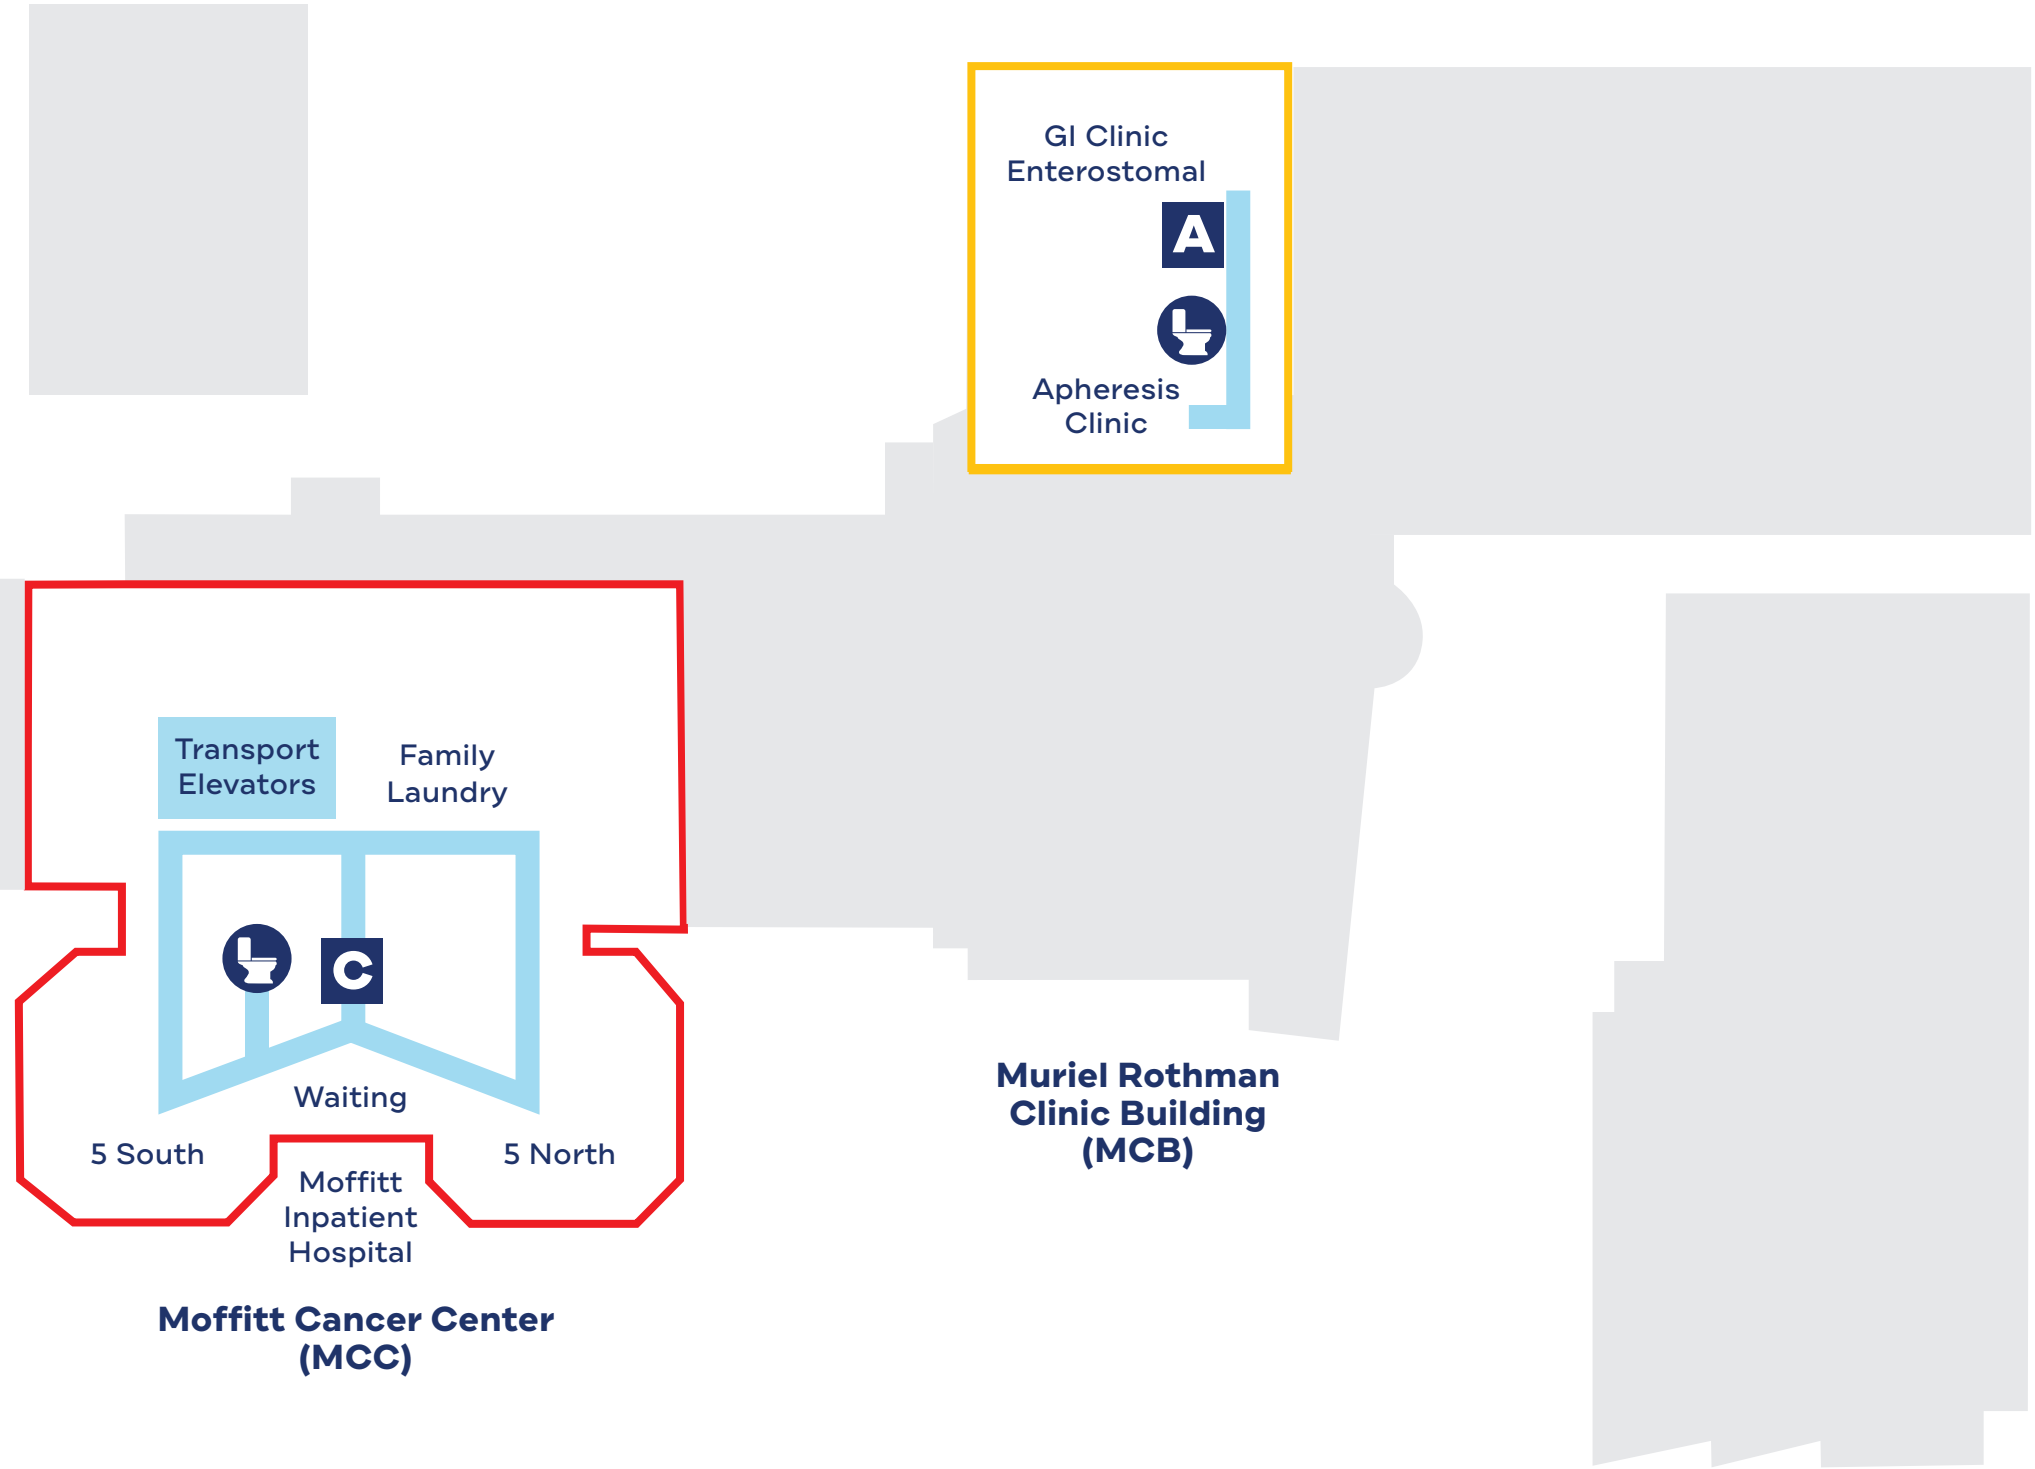 GI Clinic
Enterostomal
A
Apheresis
Clinic
Transport
Elevators
Family
Laundry
C
Waiting
5 South
5 North
Moffitt
Inpatient
Hospital
Moffitt Cancer Center
(MCC)
Muriel Rothman
Clinic Building
(MCB)